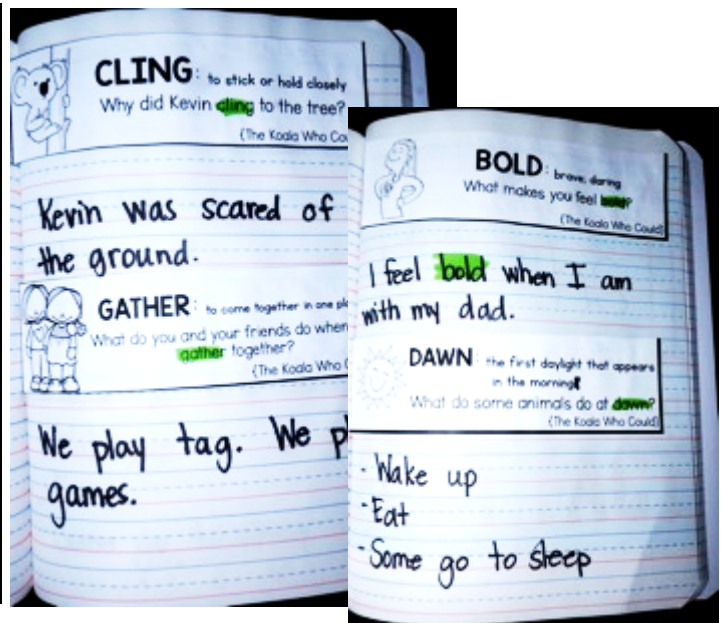 CLING: to stick or hold closely
Why did Kevin cling to the tree?
(The Koala Who
Kevin was scared of
the ground.
GATHER: to come together in one
What do you and your friends do when
gather together?
(The Koala Who
We play tag. We
games.
BOLD: brave, daring
What makes you feel bold?
(The Koala Who Could)
I feel bold when I am
with my dad.
DAWN: the first daylight that appears
in the morning
What do some animals do at dawn?
(The Koala Who Could)
- Wake up
- Eat
- Some go to sleep